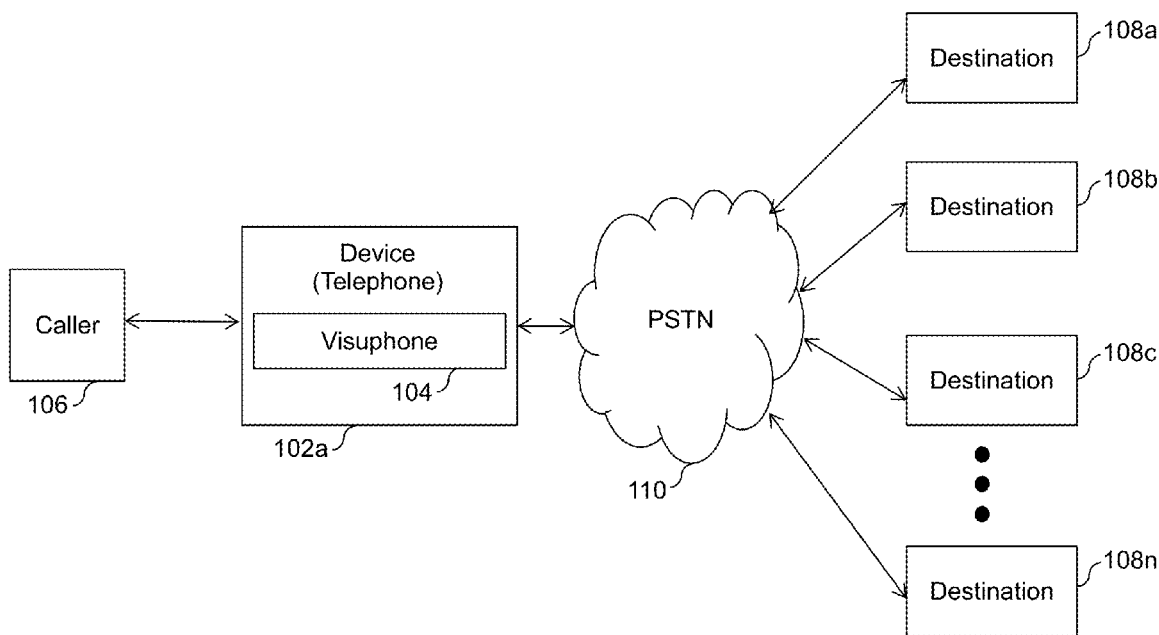 Destination
108a
Destination
108b
Device
(Telephone)
Visuphone
104
102a
Caller
106
PSTN
110
Destination
108c
Destination
108n